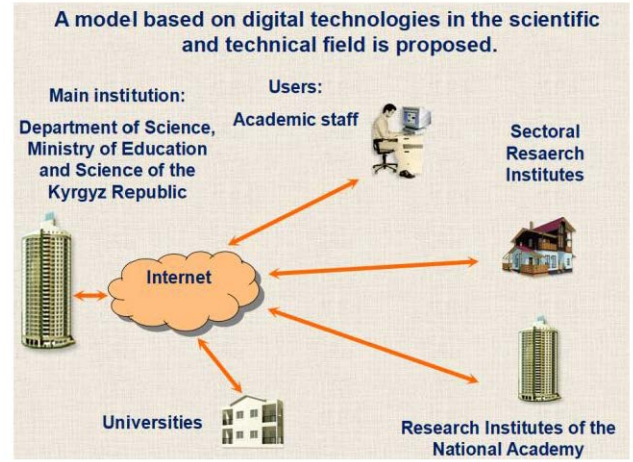 A model based on digital technologies in the scientific
and technical field is proposed.
Main institution:
Department of Science,
Ministry of Education
and Science of the
Kyrgyz Republic
Users:
Academic staff
Sectoral
Resaerch
Institutes
Internet
Universities
Research Institutes of the
National Academy